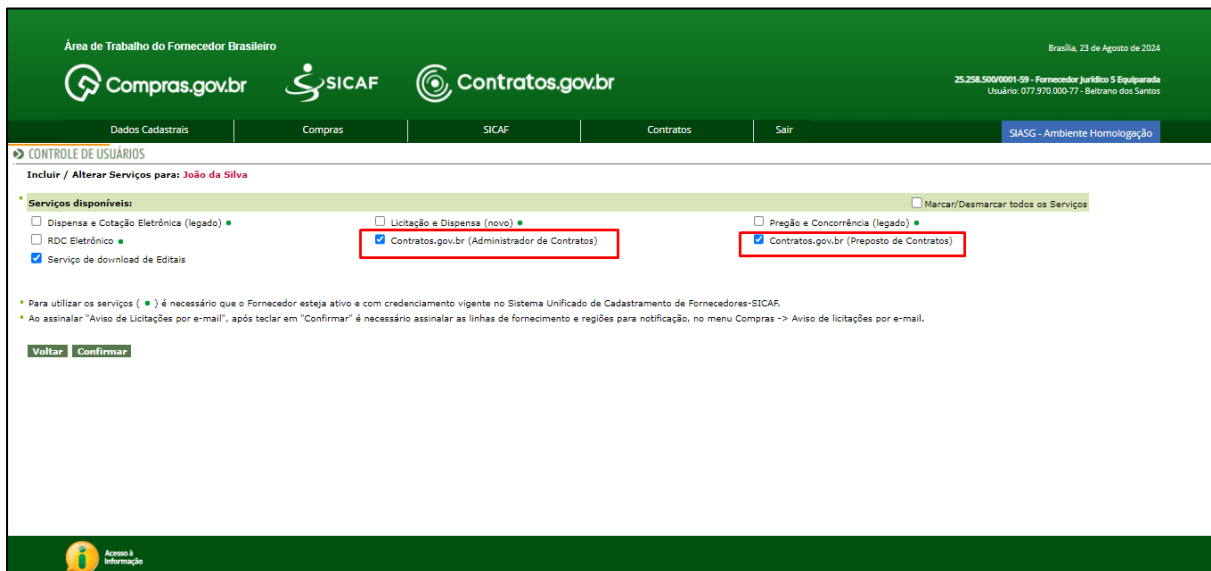 Área de Trabalho do Fornecedor Brasileiro
Brasília, 23 de Agosto de 2024
Compras.gov.br
SICAF
Contratos.gov.br
25.258.500/0001-59 - Fornecedor Jurídico 5 Equiparada
Usuário: 077.970.000-77 - Beltrano dos Santos
Dados Cadastrais Compras SICAF Contratos Sair SIASG - Ambiente Homologação
CONTROLE DE USUÁRIOS
Incluir / Alterar Serviços para: João da Silva
* Serviços disponíveis: Marcar/Desmarcar todos os Serviços
Dispensa e Cotação Eletrônica (legado) Licitação e Dispensa (novo) Pregão e Concorrência (legado)
RDC Eletrônico Contratos.gov.br (Administrador de Contratos) Contratos.gov.br (Preposto de Contratos)
Serviço de download de Editais
* Para utilizar os serviços ( ● ) é necessário que o Fornecedor esteja ativo e com credenciamento vigente no Sistema Unificado de Cadastramento de Fornecedores-SICAF.
* Ao assinalar "Aviso de Licitações por e-mail", após teclar em "Confirmar" é necessário assinalar as linhas de fornecimento e regiões para notificação, no menu Compras -> Aviso de licitações por e-mail.
Voltar Confirmar
Acesso à
Informação